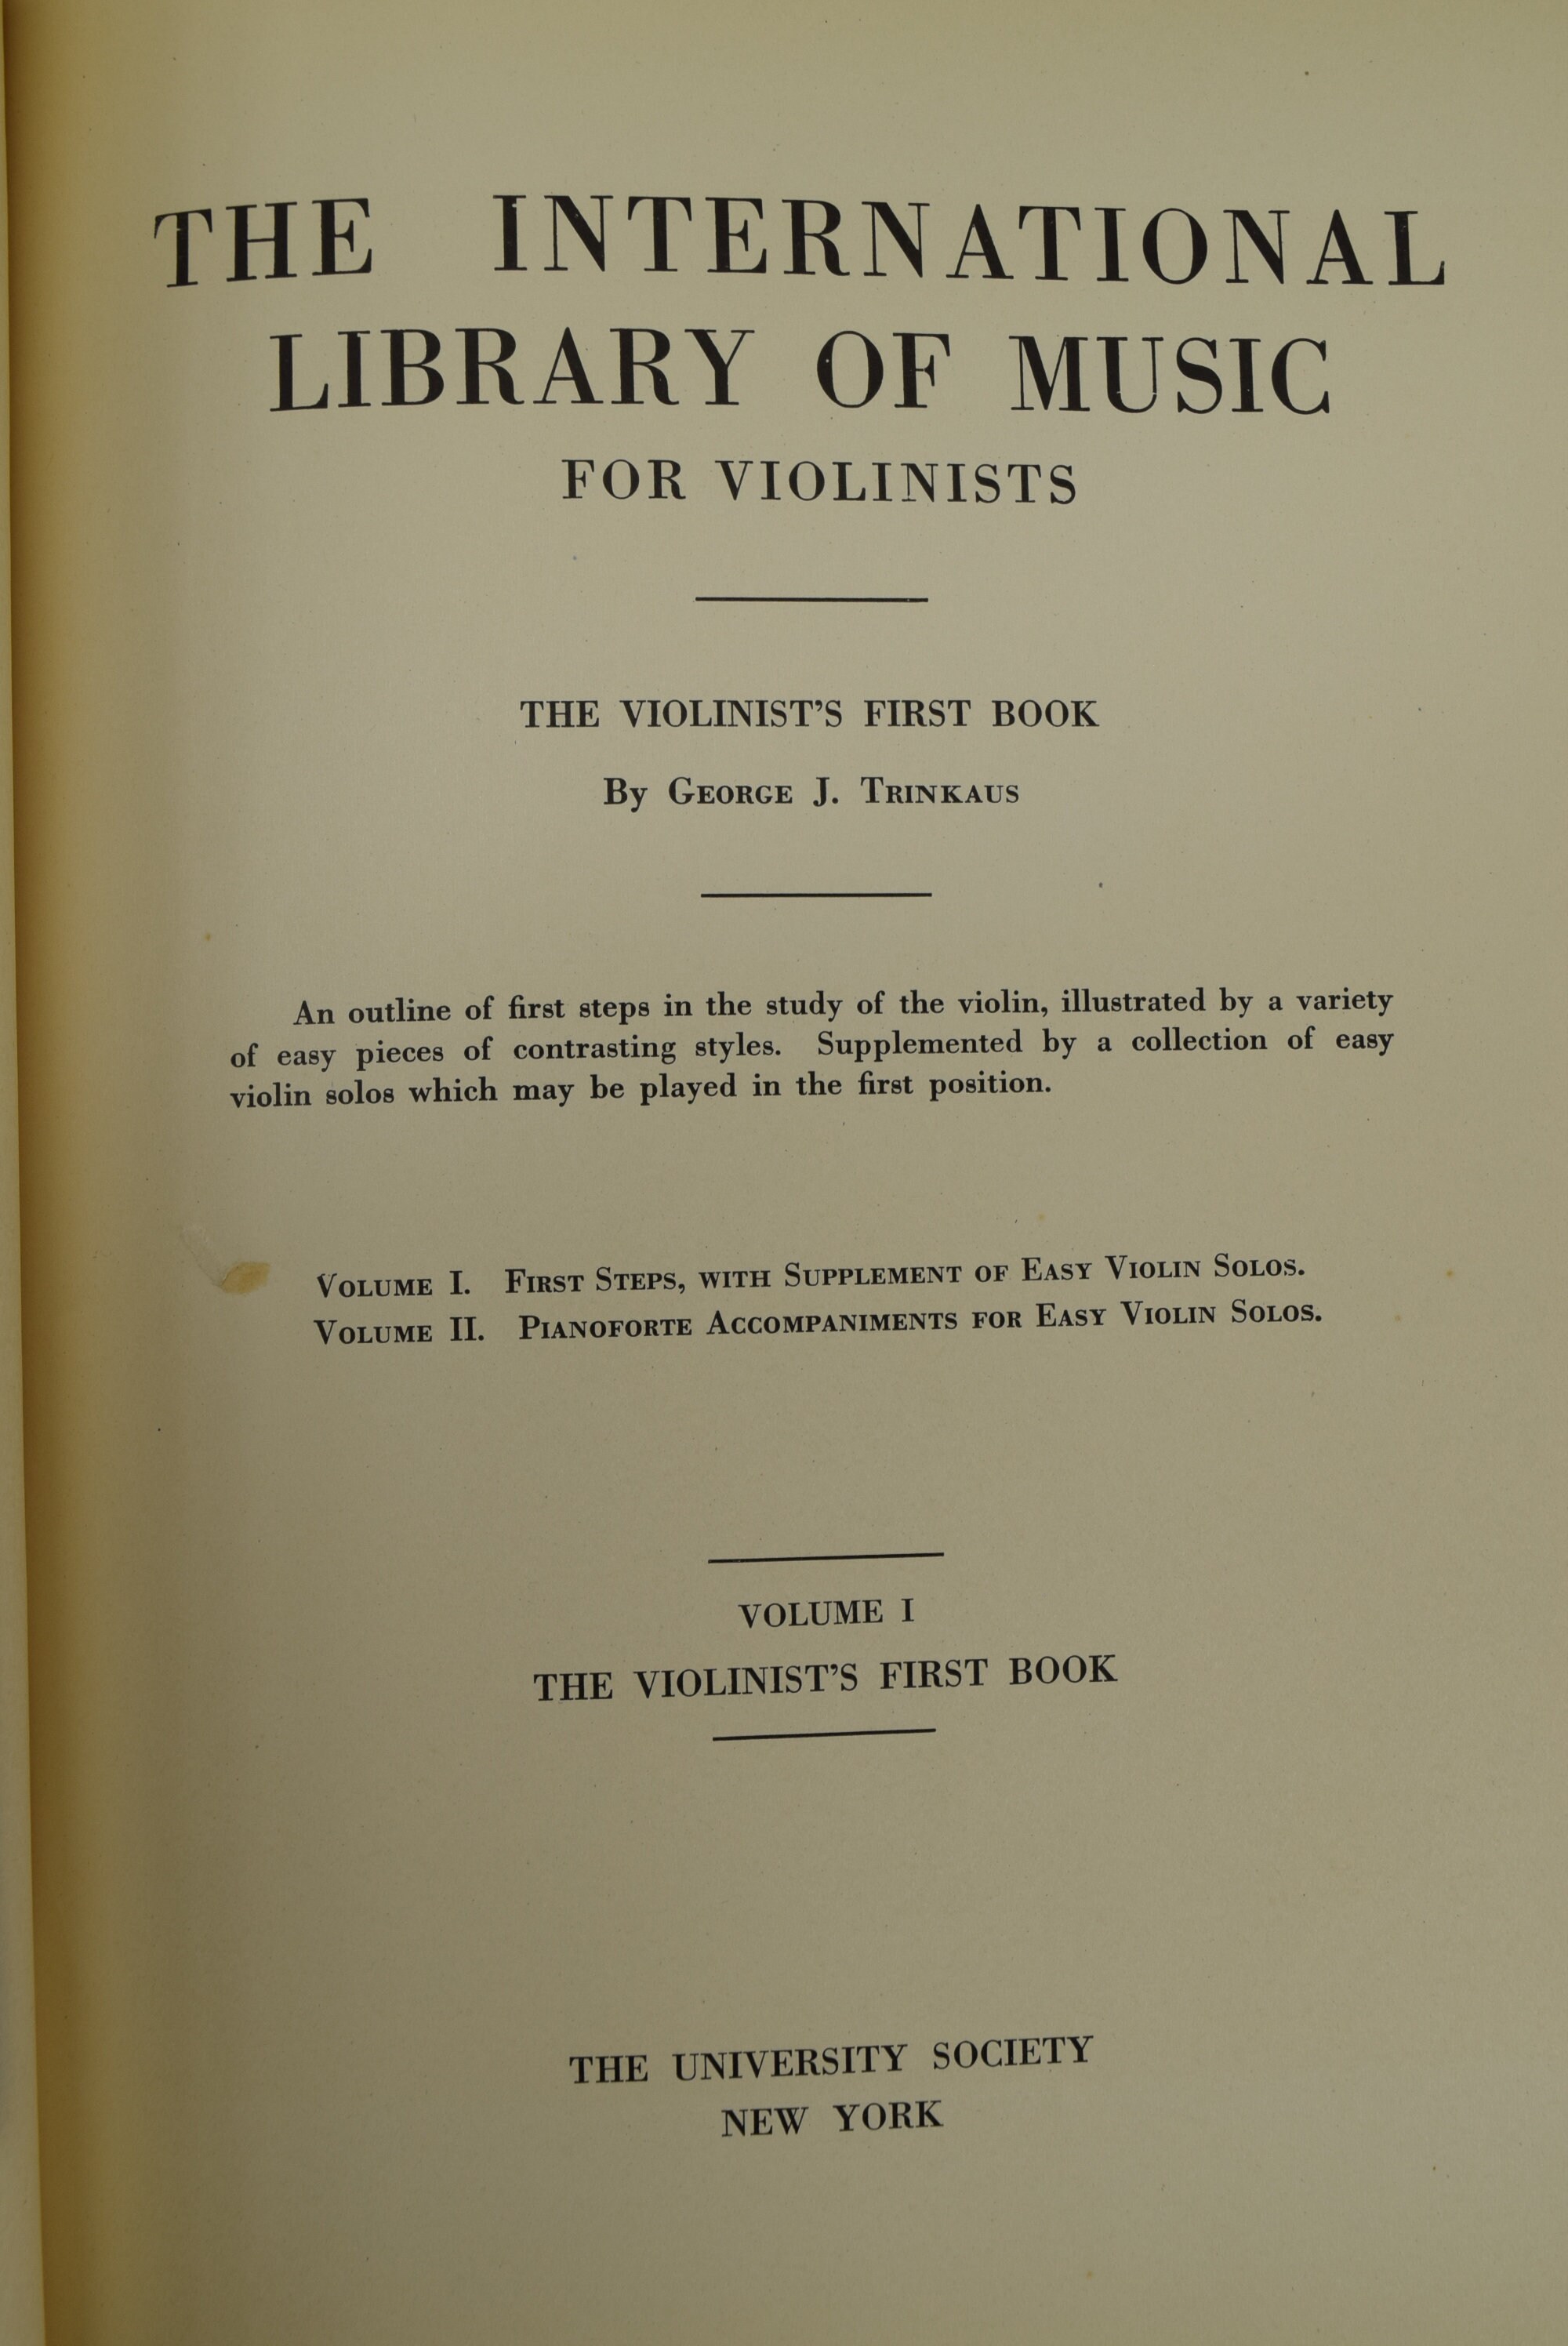 THE INTERNATIONAL
LIBRARY OF MUSIC
FOR VIOLINISTS
THE VIOLINIST'S FIRST BOOK
By GEORGE J. TRINKAUS
An outline of first steps in the study of the violin, illustrated by a variety
of easy pieces of contrasting styles. Supplemented by a collection of easy
violin solos which may be played in the first position.
VOLUME I. FIRST STEPS, WITH SUPPLEMENT OF EASY VIOLIN SOLOS.
VOLUME II. PIANOFORTE ACCOMPANIMENTS FOR EASY VIOLIN SOLOS.
VOLUME I
THE VIOLINIST'S FIRST BOOK
THE UNIVERSITY SOCIETY
NEW YORK